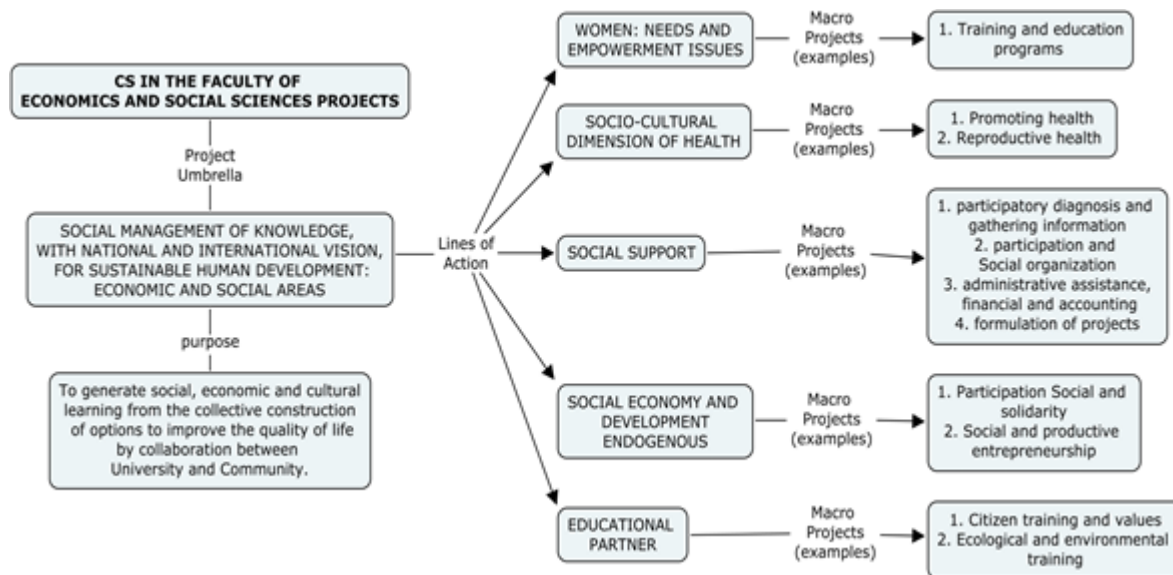 CS IN THE FACULTY OF
ECONOMICS AND SOCIAL SCIENCES PROJECTS
Project
Umbrella
SOCIAL MANAGEMENT OF KNOWLEDGE,
WITH NATIONAL AND INTERNATIONAL VISION,
FOR SUSTAINABLE HUMAN DEVELOPMENT:
ECONOMIC AND SOCIAL AREAS
purpose
To generate social, economic and cultural
learning from the collective construction
of options to improve the quality of life
by collaboration between
University and Community.
Lines of
Action
WOMEN: NEEDS AND
EMPOWERMENT ISSUES
Macro
Projects
(examples)
1. Training and education
programs
SOCIO-CULTURAL
DIMENSION OF HEALTH
Macro
Projects
(examples)
1. Promoting health
2. Reproductive health
SOCIAL SUPPORT
Macro
Projects
(examples)
1. participatory diagnosis and
gathering information
2. participation and
Social organization
3. administrative assistance,
financial and accounting
4. formulation of projects
SOCIAL ECONOMY AND
DEVELOPMENT
ENDOGENOUS
Macro
Projects
(examples)
1. Participation Social and
solidarity
2. Social and productive
entrepreneurship
EDUCATIONAL
PARTNER
Macro
Projects
(examples)
1. Citizen training and values
2. Ecological and environmental
training